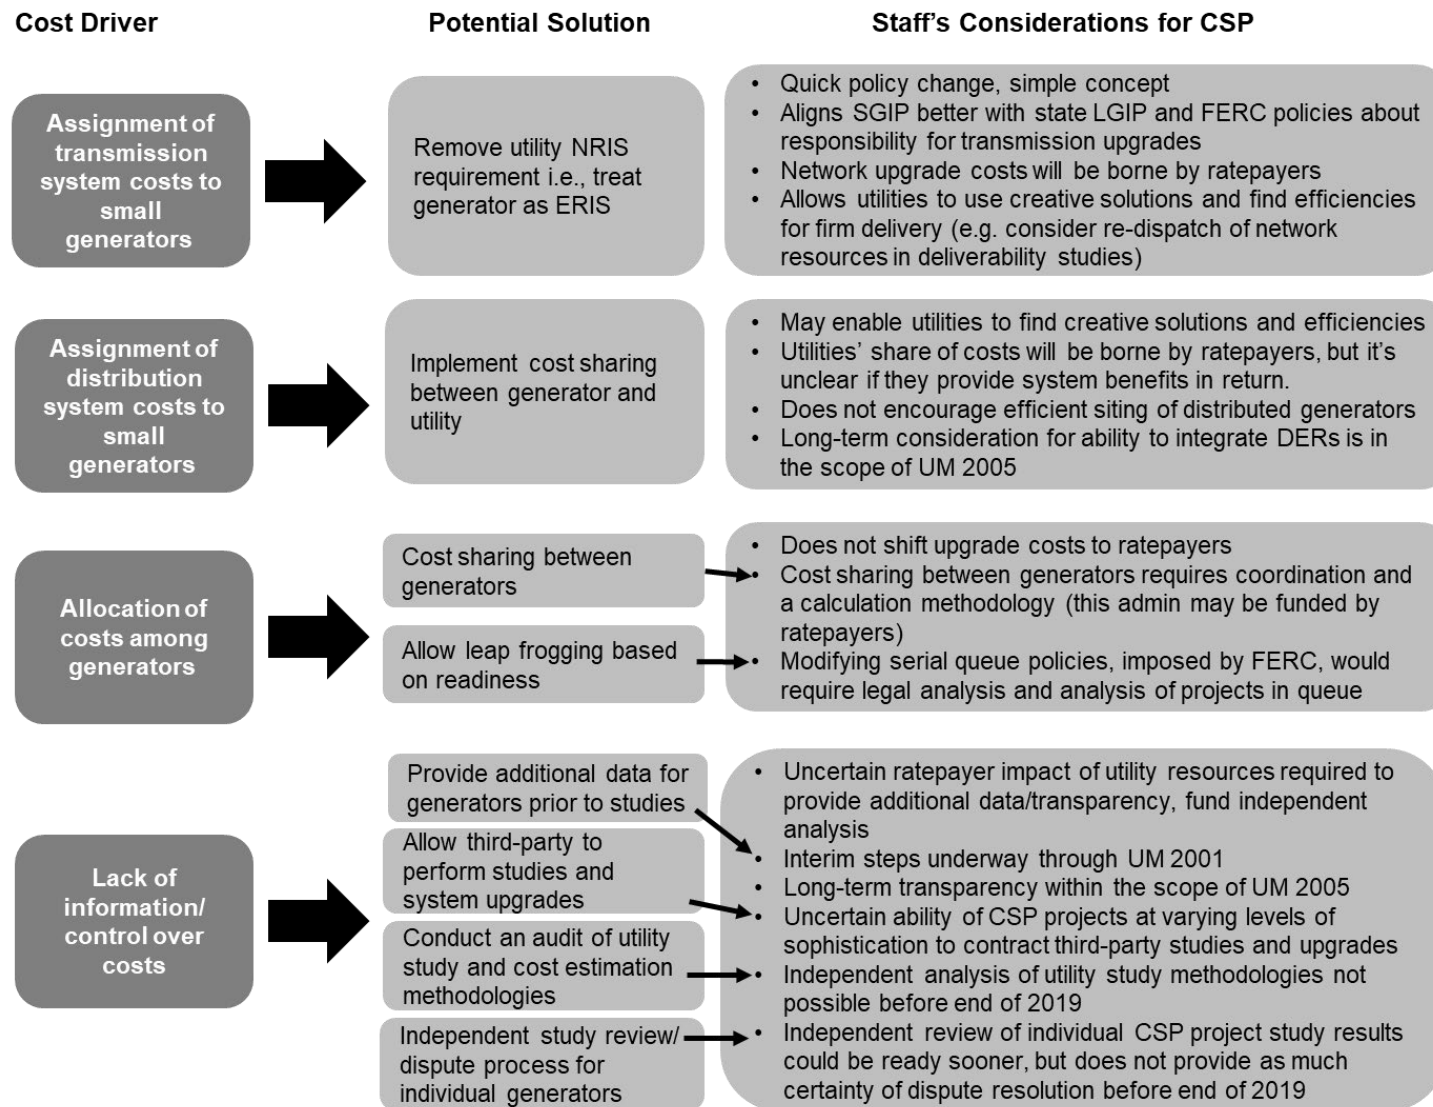 Cost Driver
Potential Solution
Staff's Considerations for CSP
Assignment of
transmission
system costs to
small
generators
Remove utility NRIS
requirement i.e., treat
generator as ERIS
• Quick policy change, simple concept
• Aligns SGIP better with state LGIP and FERC policies about
responsibility for transmission upgrades
• Network upgrade costs will be borne by ratepayers
• Allows utilities to use creative solutions and find efficiencies
for firm delivery (e.g. consider re-dispatch of network
resources in deliverability studies)
Assignment of
distribution
system costs to
small
generators
Implement cost sharing
between generator and
utility
• May enable utilities to find creative solutions and efficiencies
• Utilities' share of costs will be borne by ratepayers, but it's
unclear if they provide system benefits in return.
• Does not encourage efficient siting of distributed generators
• Long-term consideration for ability to integrate DERs is in
the scope of UM 2005
Allocation of
costs among
generators
Cost sharing between
generators
Allow leap frogging based
on readiness
• Does not shift upgrade costs to ratepayers
• Cost sharing between generators requires coordination and
a calculation methodology (this admin may be funded by
ratepayers)
• Modifying serial queue policies, imposed by FERC, would
require legal analysis and analysis of projects in queue
Lack of
information/
control over
costs
Provide additional data for
generators prior to studies
Allow third-party to
perform studies and
system upgrades
Conduct an audit of utility
study and cost estimation
methodologies
Independent study review/
dispute process for
individual generators
• Uncertain ratepayer impact of utility resources required to
provide additional data/transparency, fund independent
analysis
• Interim steps underway through UM 2001
• Long-term transparency within the scope of UM 2005
• Uncertain ability of CSP projects at varying levels of
sophistication to contract third-party studies and upgrades
• Independent analysis of utility study methodologies not
possible before end of 2019
• Independent review of individual CSP project study results
could be ready sooner, but does not provide as much
certainty of dispute resolution before end of 2019